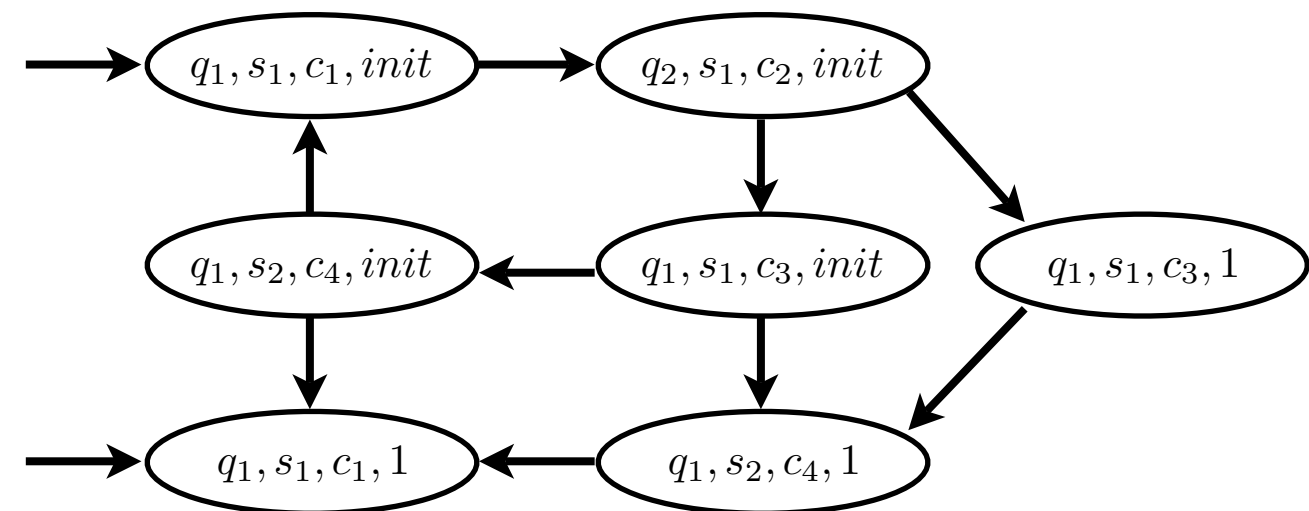 q₁, s₁, c₁, init
q₂, s₁, c₂, init
q₁, s₂, c₄, init
q₁, s₁, c₃, init
q₁, s₁, c₃, 1
q₁, s₁, c₁, 1
q₁, s₂, c₄, 1